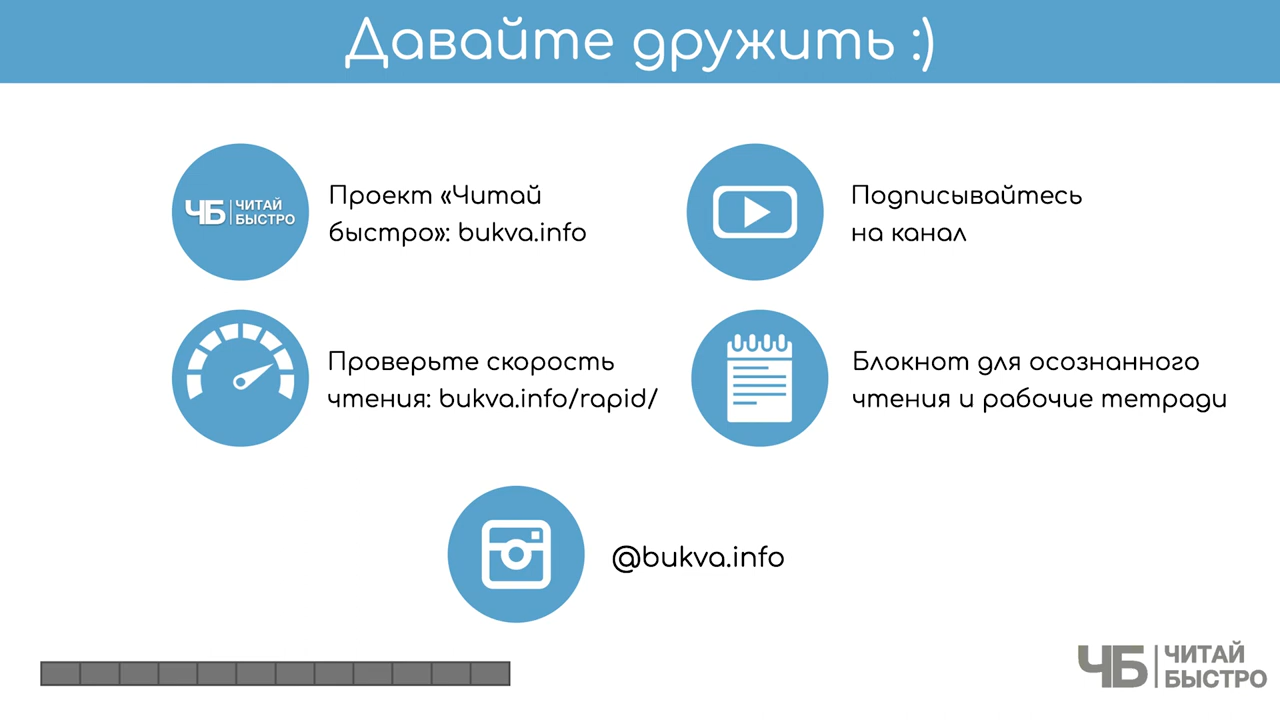 Давайте дружить :)
ЧБ ЧИТАЙ
БЫСТРО
Проект «Читай
быстро»: bukva.info
Подписывайтесь
на канал
Проверьте скорость
чтения: bukva.info/rapid/
Блокнот для осознанного
чтения и рабочие тетради
@bukva.info
ЧБ ЧИТАЙ
БЫСТРО